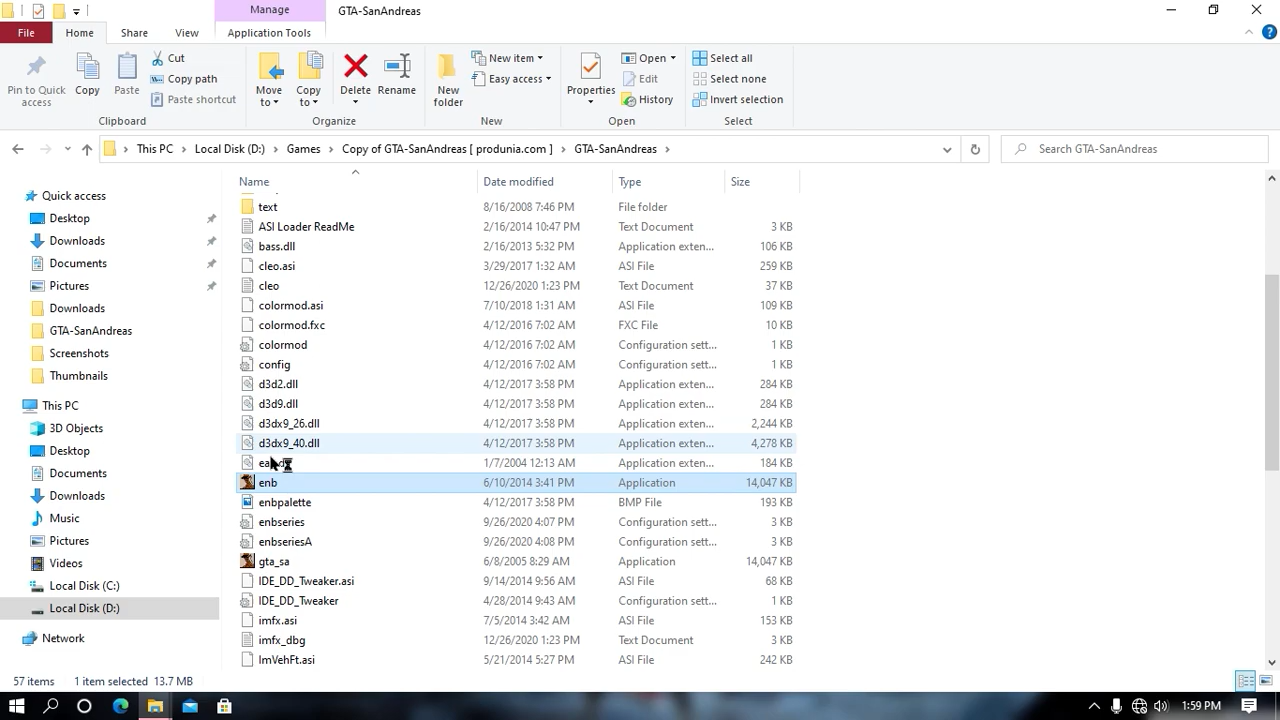 Manage
GTA-SanAndreas
File
Home
Share
View
Application Tools
Pin to Quick access
Copy
Paste
Cut
Copy path
Paste shortcut
Clipboard
Move to
Copy to
Delete
Rename
Organize
New folder
New item
Easy access
New
Properties
Open
Edit
History
Open
Select all
Select none
Invert selection
Select
This PC > Local Disk (D:) > Games > Copy of GTA-SanAndreas [ produnia.com ] > GTA-SanAndreas >
Search GTA-SanAndreas
Quick access
Desktop
Downloads
Documents
Pictures
Downloads
GTA-SanAndreas
Screenshots
Thumbnails
This PC
3D Objects
Desktop
Documents
Downloads
Music
Pictures
Videos
Local Disk (C:)
Local Disk (D:)
Network
Name Date modified Type Size
text 8/16/2008 7:46 PM File folder
ASI Loader ReadMe 2/16/2014 10:47 PM Text Document 3 KB
bass.dll 2/16/2013 5:32 PM Application exten... 106 KB
cleo.asi 3/29/2017 1:32 AM ASI File 259 KB
cleo 12/26/2020 1:23 PM Text Document 37 KB
colormod.asi 7/10/2018 1:31 AM ASI File 109 KB
colormod.fxc 4/12/2016 7:02 AM FXC File 10 KB
colormod 4/12/2016 7:02 AM Configuration sett... 1 KB
config 4/12/2016 7:02 AM Configuration sett... 1 KB
d3d2.dll 4/12/2017 3:58 PM Application exten... 284 KB
d3d9.dll 4/12/2017 3:58 PM Application exten... 284 KB
d3dx9_26.dll 4/12/2017 3:58 PM Application exten... 2,244 KB
d3dx9_40.dll 4/12/2017 3:58 PM Application exten... 4,278 KB
1/7/2004 12:13 AM Application exten... 184 KB
enb 6/10/2014 3:41 PM Application 14,047 KB
enbpalette 4/12/2017 3:58 PM BMP File 193 KB
enbseries 9/26/2020 4:07 PM Configuration sett... 3 KB
enbseriesA 9/26/2020 4:08 PM Configuration sett... 3 KB
gta_sa 6/8/2005 8:29 AM Application 14,047 KB
IDE_DD_Tweaker.asi 9/14/2014 9:56 AM ASI File 68 KB
IDE_DD_Tweaker 4/28/2014 9:43 AM Configuration sett... 1 KB
imfx.asi 7/5/2014 3:42 AM ASI File 153 KB
imfx_dbg 12/26/2020 1:23 PM Text Document 3 KB
ImVehFt.asi 5/21/2014 5:27 PM ASI File 242 KB
57 items 1 item selected 13.7 MB
1:59 PM